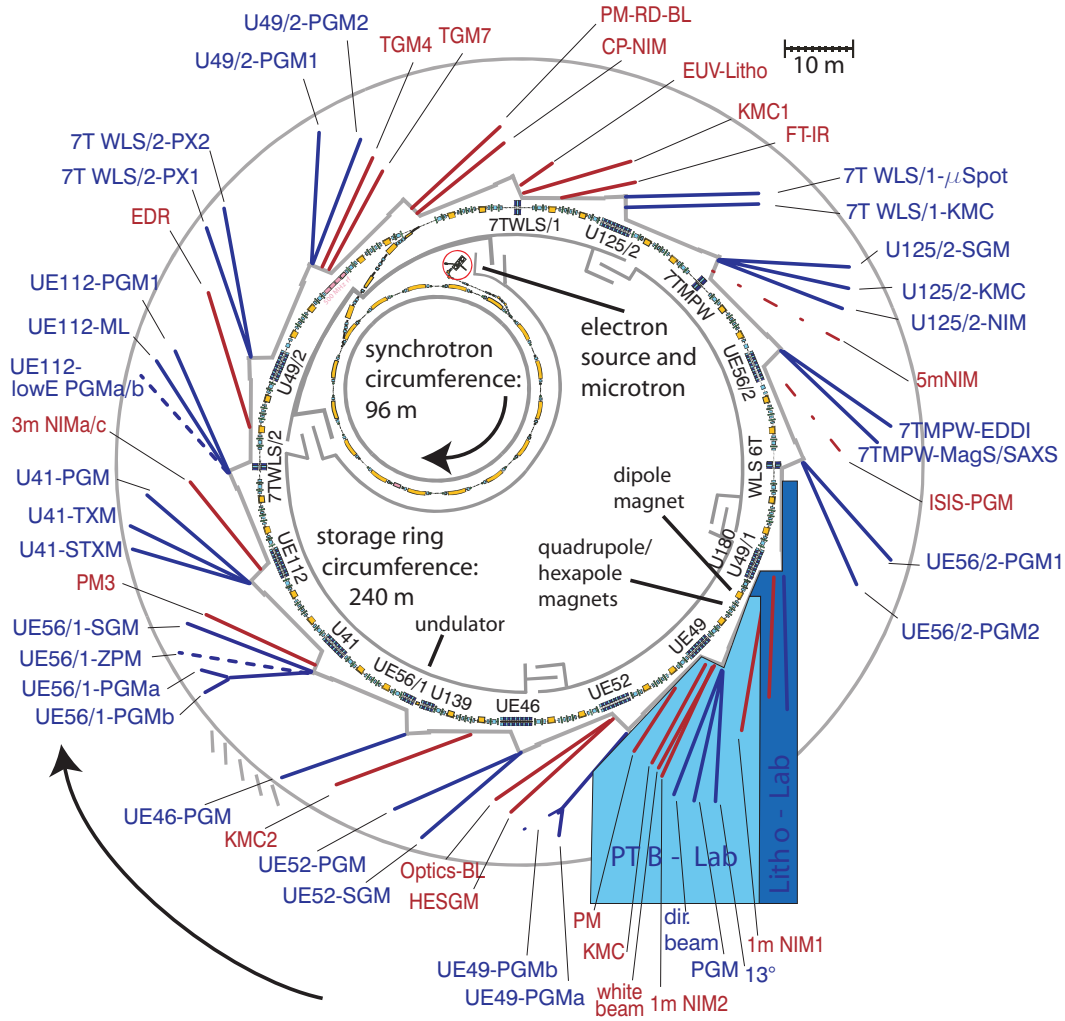 U49/2-PGM2
PM-RD-BL
U49/2-PGM1
TGM4
TGM7
CP-NIM
EUV-Litho
10 m
KMC1
FT-IR
7T WLS/2-PX2
7T WLS/2-PX1
EDR
7T WLS/1-μSpot
7T WLS/1-KMC
U125/2-SGM
U125/2-KMC
U125/2-NIM
UE112-PGM1
UE112-ML
UE112-
lowE PGMa/b
3m NIMa/c
U41-PGM
U41-TXM
U41-STXM
PM3
UE56/1-SGM
UE56/1-ZPM
UE56/1-PGMa
UE56/1-PGMb
5mNIM
7TMPW-EDDI
7TMPW-MagS/SAXS
ISIS-PGM
UE56/2-PGM1
UE56/2-PGM2
7TWLS/1
U125/2
7TMPW
UE56/2
WLS 6T
U180
U49/1
UE49
UE52
UE46
U139
UE56/1
U41
UE112
7TWLS/2
U49/2
electron
source and
microtron
synchrotron
circumference:
96 m
dipole
magnet
quadrupole/
hexapole
magnets
storage ring
circumference:
240 m
undulator
UE46-PGM
KMC2
UE52-PGM
UE52-SGM
Optics-BL
HESGM
UE49-PGMb
UE49-PGMa
PTB - Lab
Litho - Lab
PM
KMC
white
beam
1m NIM2
dir.
beam
PGM
13°
1m NIM1